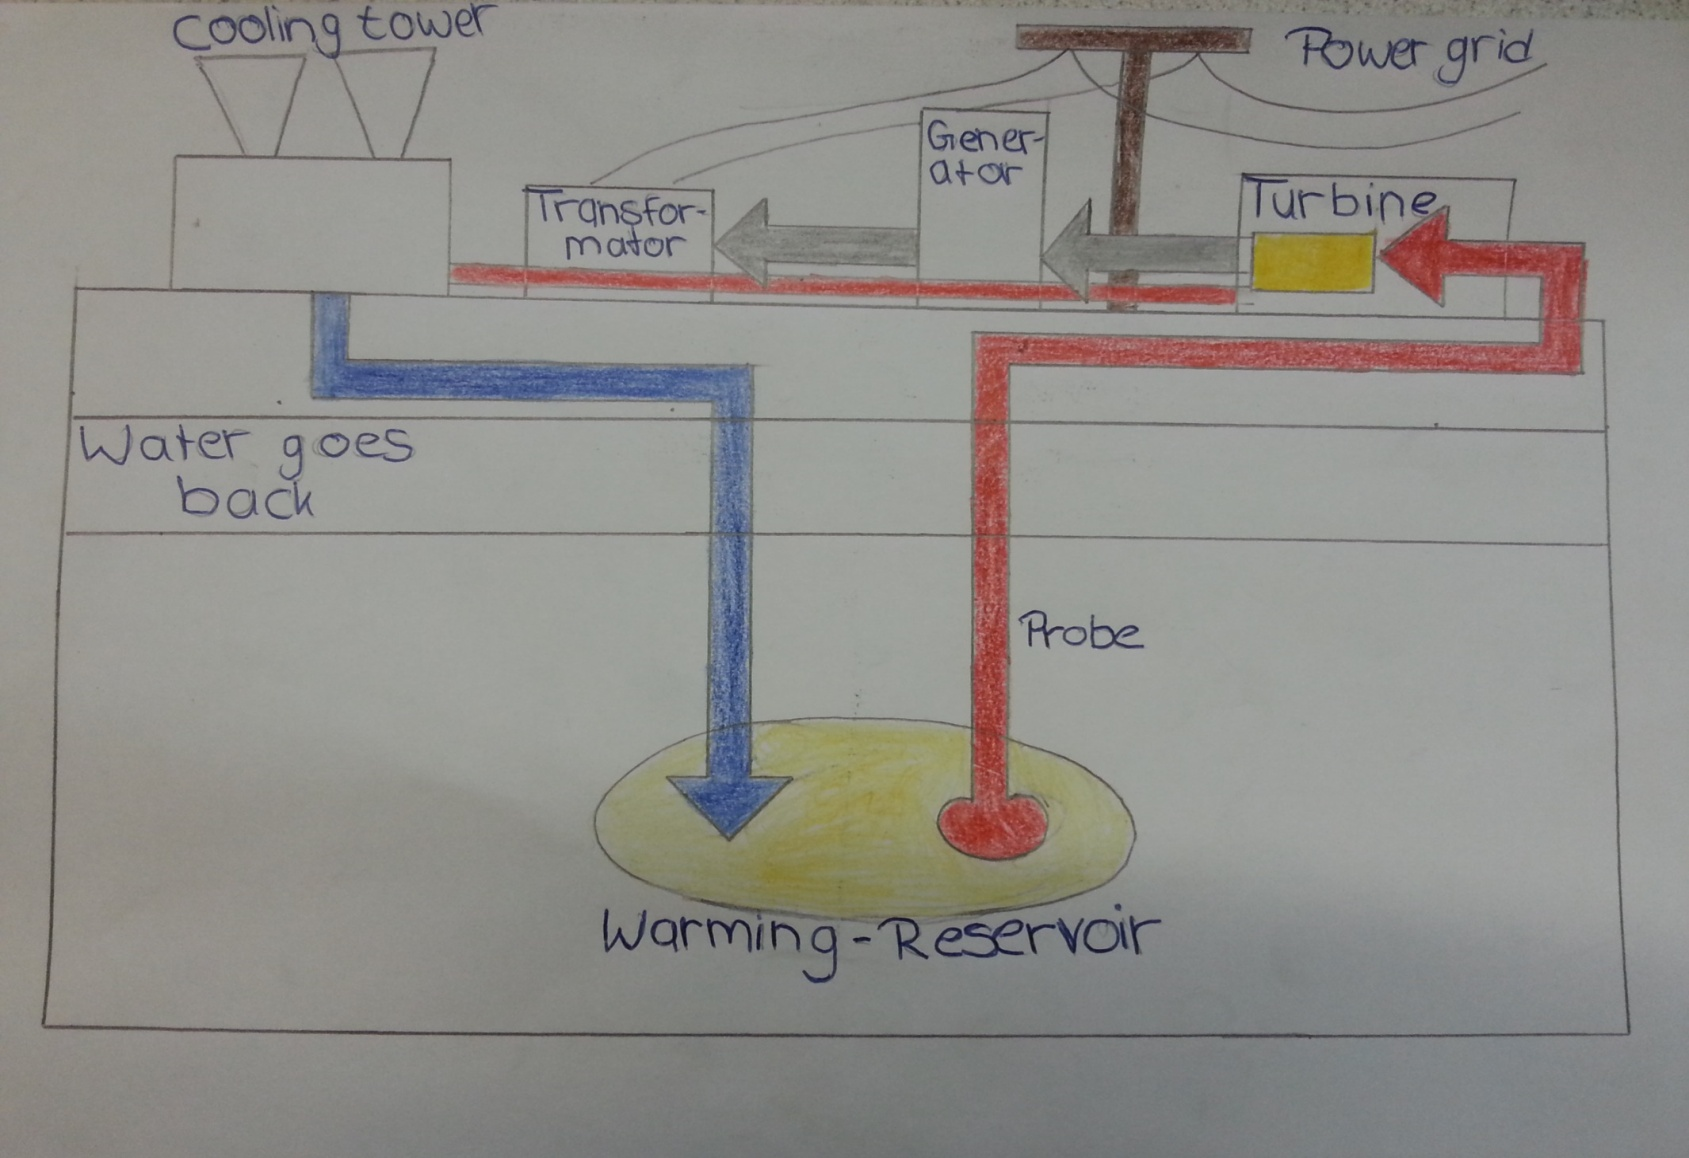 Cooling tower
Power grid
Gener-
ator
Transfor-
mator
Turbine
Water goes
back
Probe
Warming-Reservoir